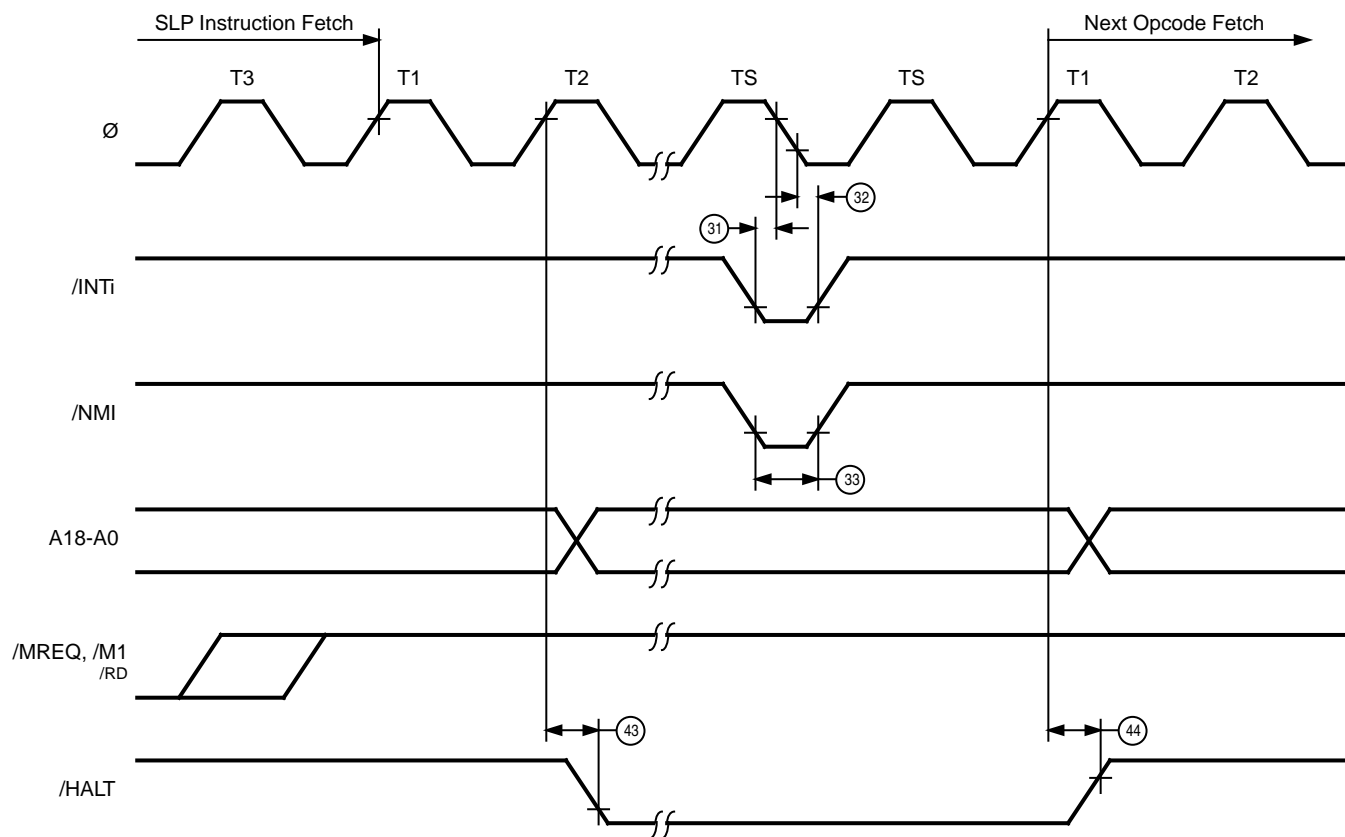 SLP Instruction Fetch
Next Opcode Fetch
T3
T1
T2
TS
TS
T1
T2
Ø
32
31
/INTi
/NMI
33
A18-A0
/MREQ, /M1
/RD
43
44
/HALT